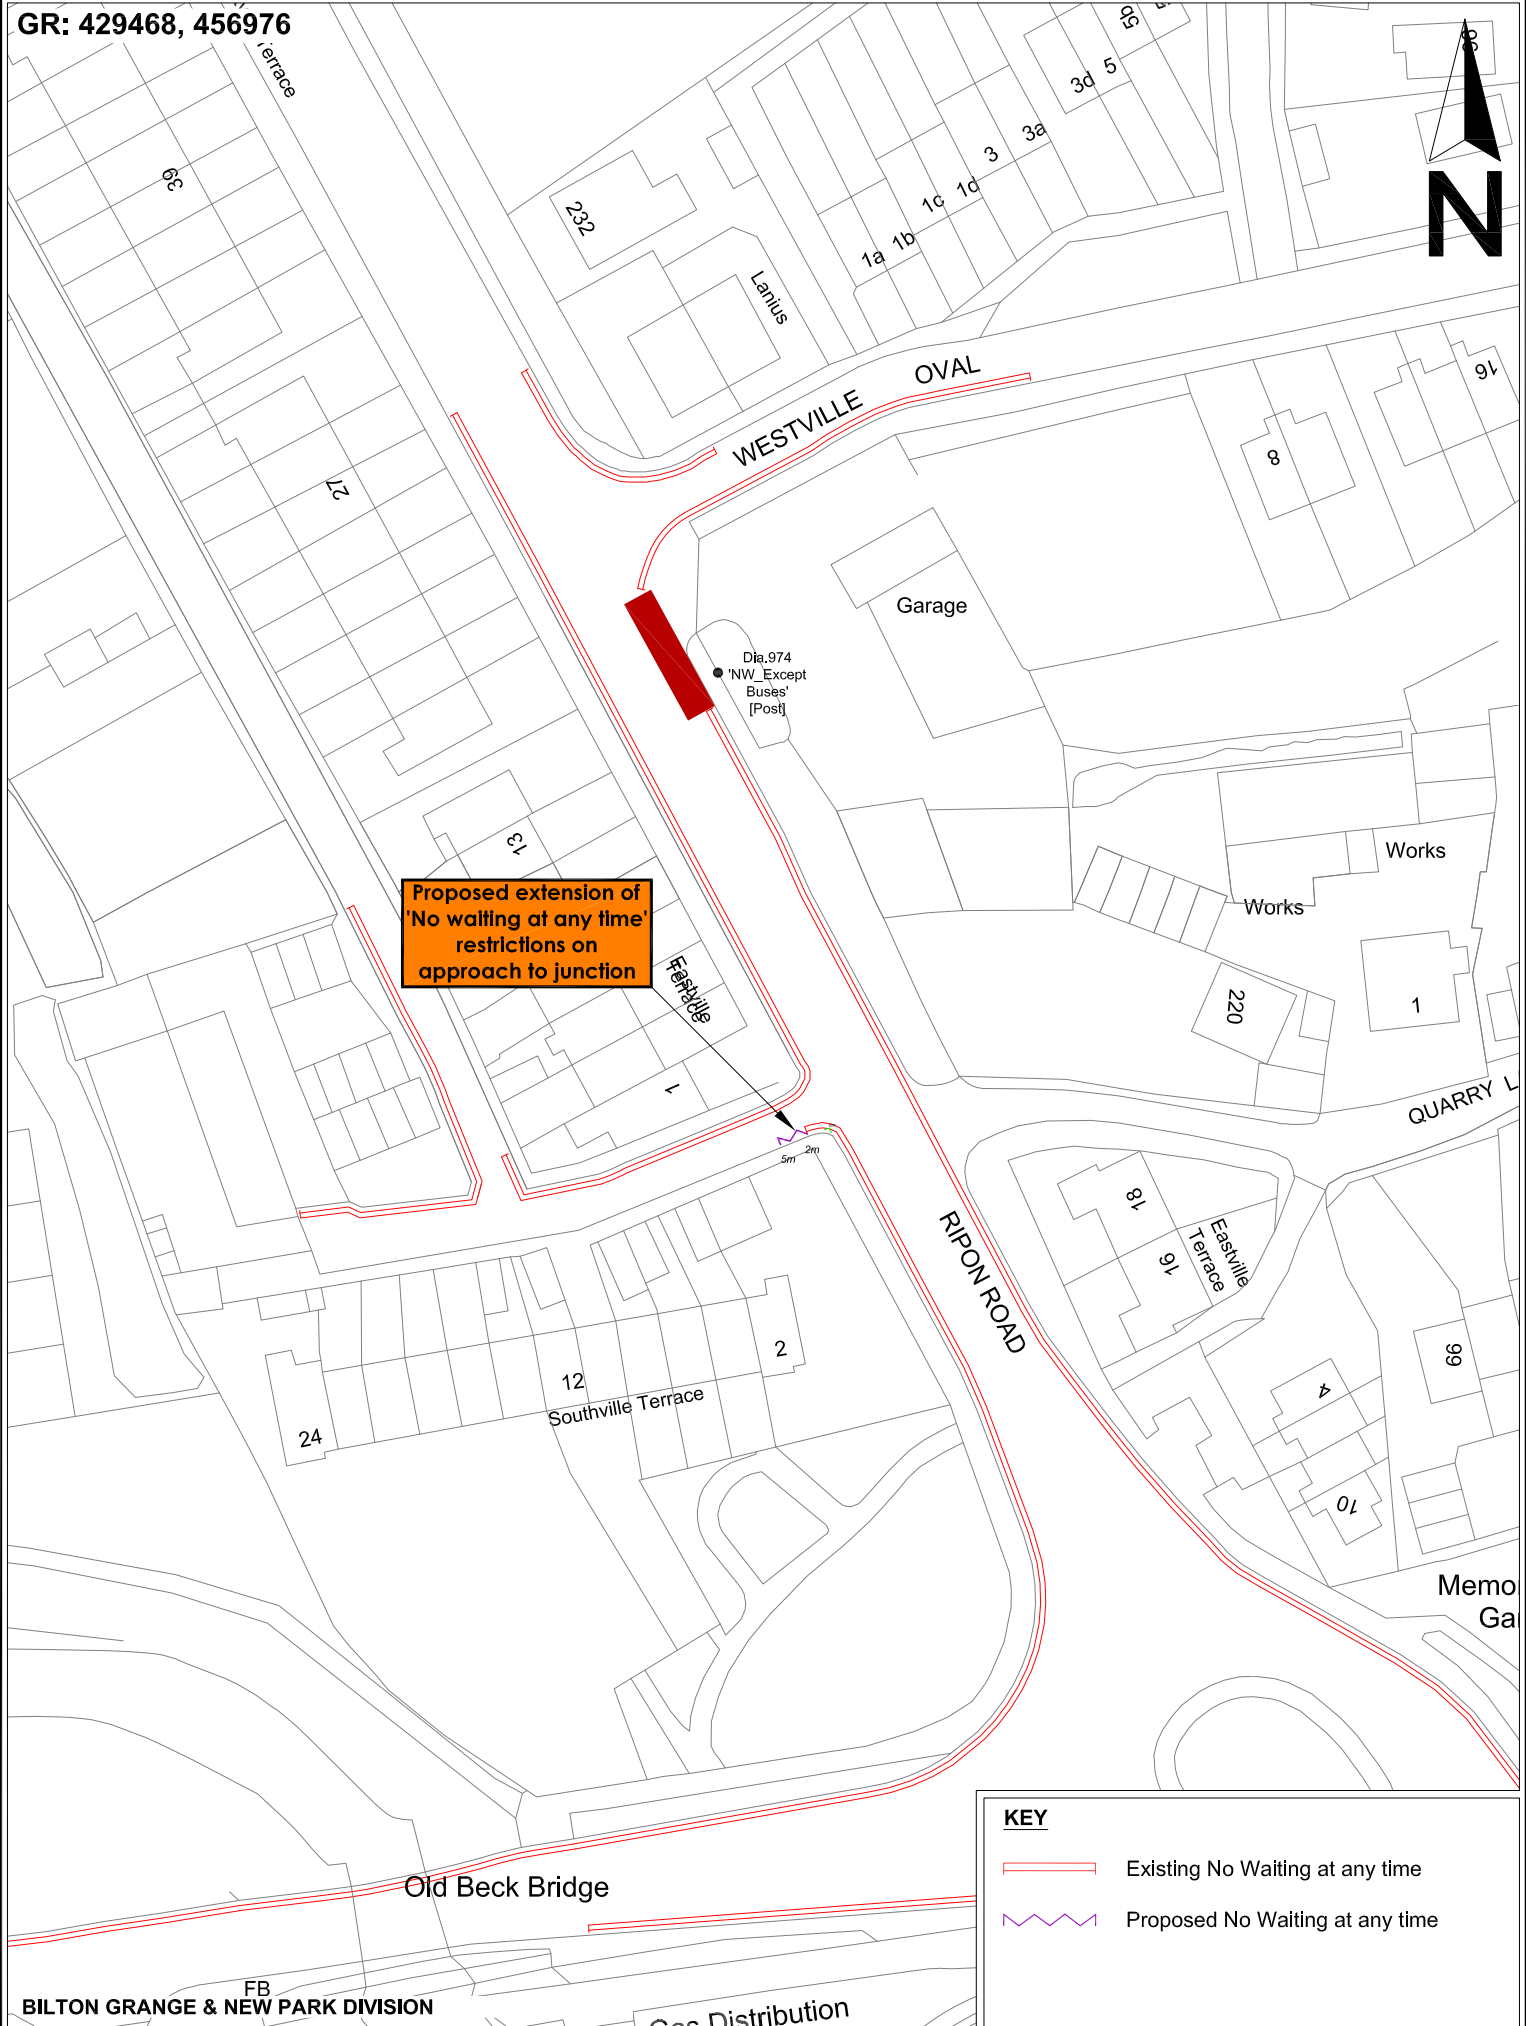 GR: 429468, 456976
Terrace
5b
3d 5
3a
3
1d
1c
1b
1a
39
232
Lanius
N
WESTVILLE OVAL
16
8
27
Garage
Dia.974
'NW_Except
Buses'
[Post]
13
Works
Works
Proposed extension of
'No waiting at any time'
restrictions on
approach to junction
Eastville
Terrace
220
1
1
QUARRY L
5m
2m
RIPON ROAD
18
16
Eastville
Terrace
2
12
Southville Terrace
24
99
4
10
Memo
Ga
KEY
Existing No Waiting at any time
Proposed No Waiting at any time
Old Beck Bridge
FB
BILTON GRANGE & NEW PARK DIVISION
Gas Distribution